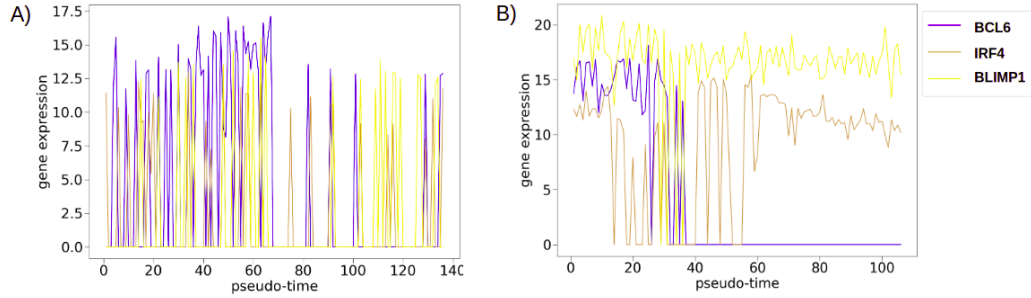 A)
gene expression
17.5
15.0
12.5
10.0
7.5
5.0
2.5
0.0
0 20 40 60 80 100 120 140
pseudo-time
B)
gene expression
20
15
10
5
0
0 20 40 60 80 100
pseudo-time
BCL6
IRF4
BLIMP1